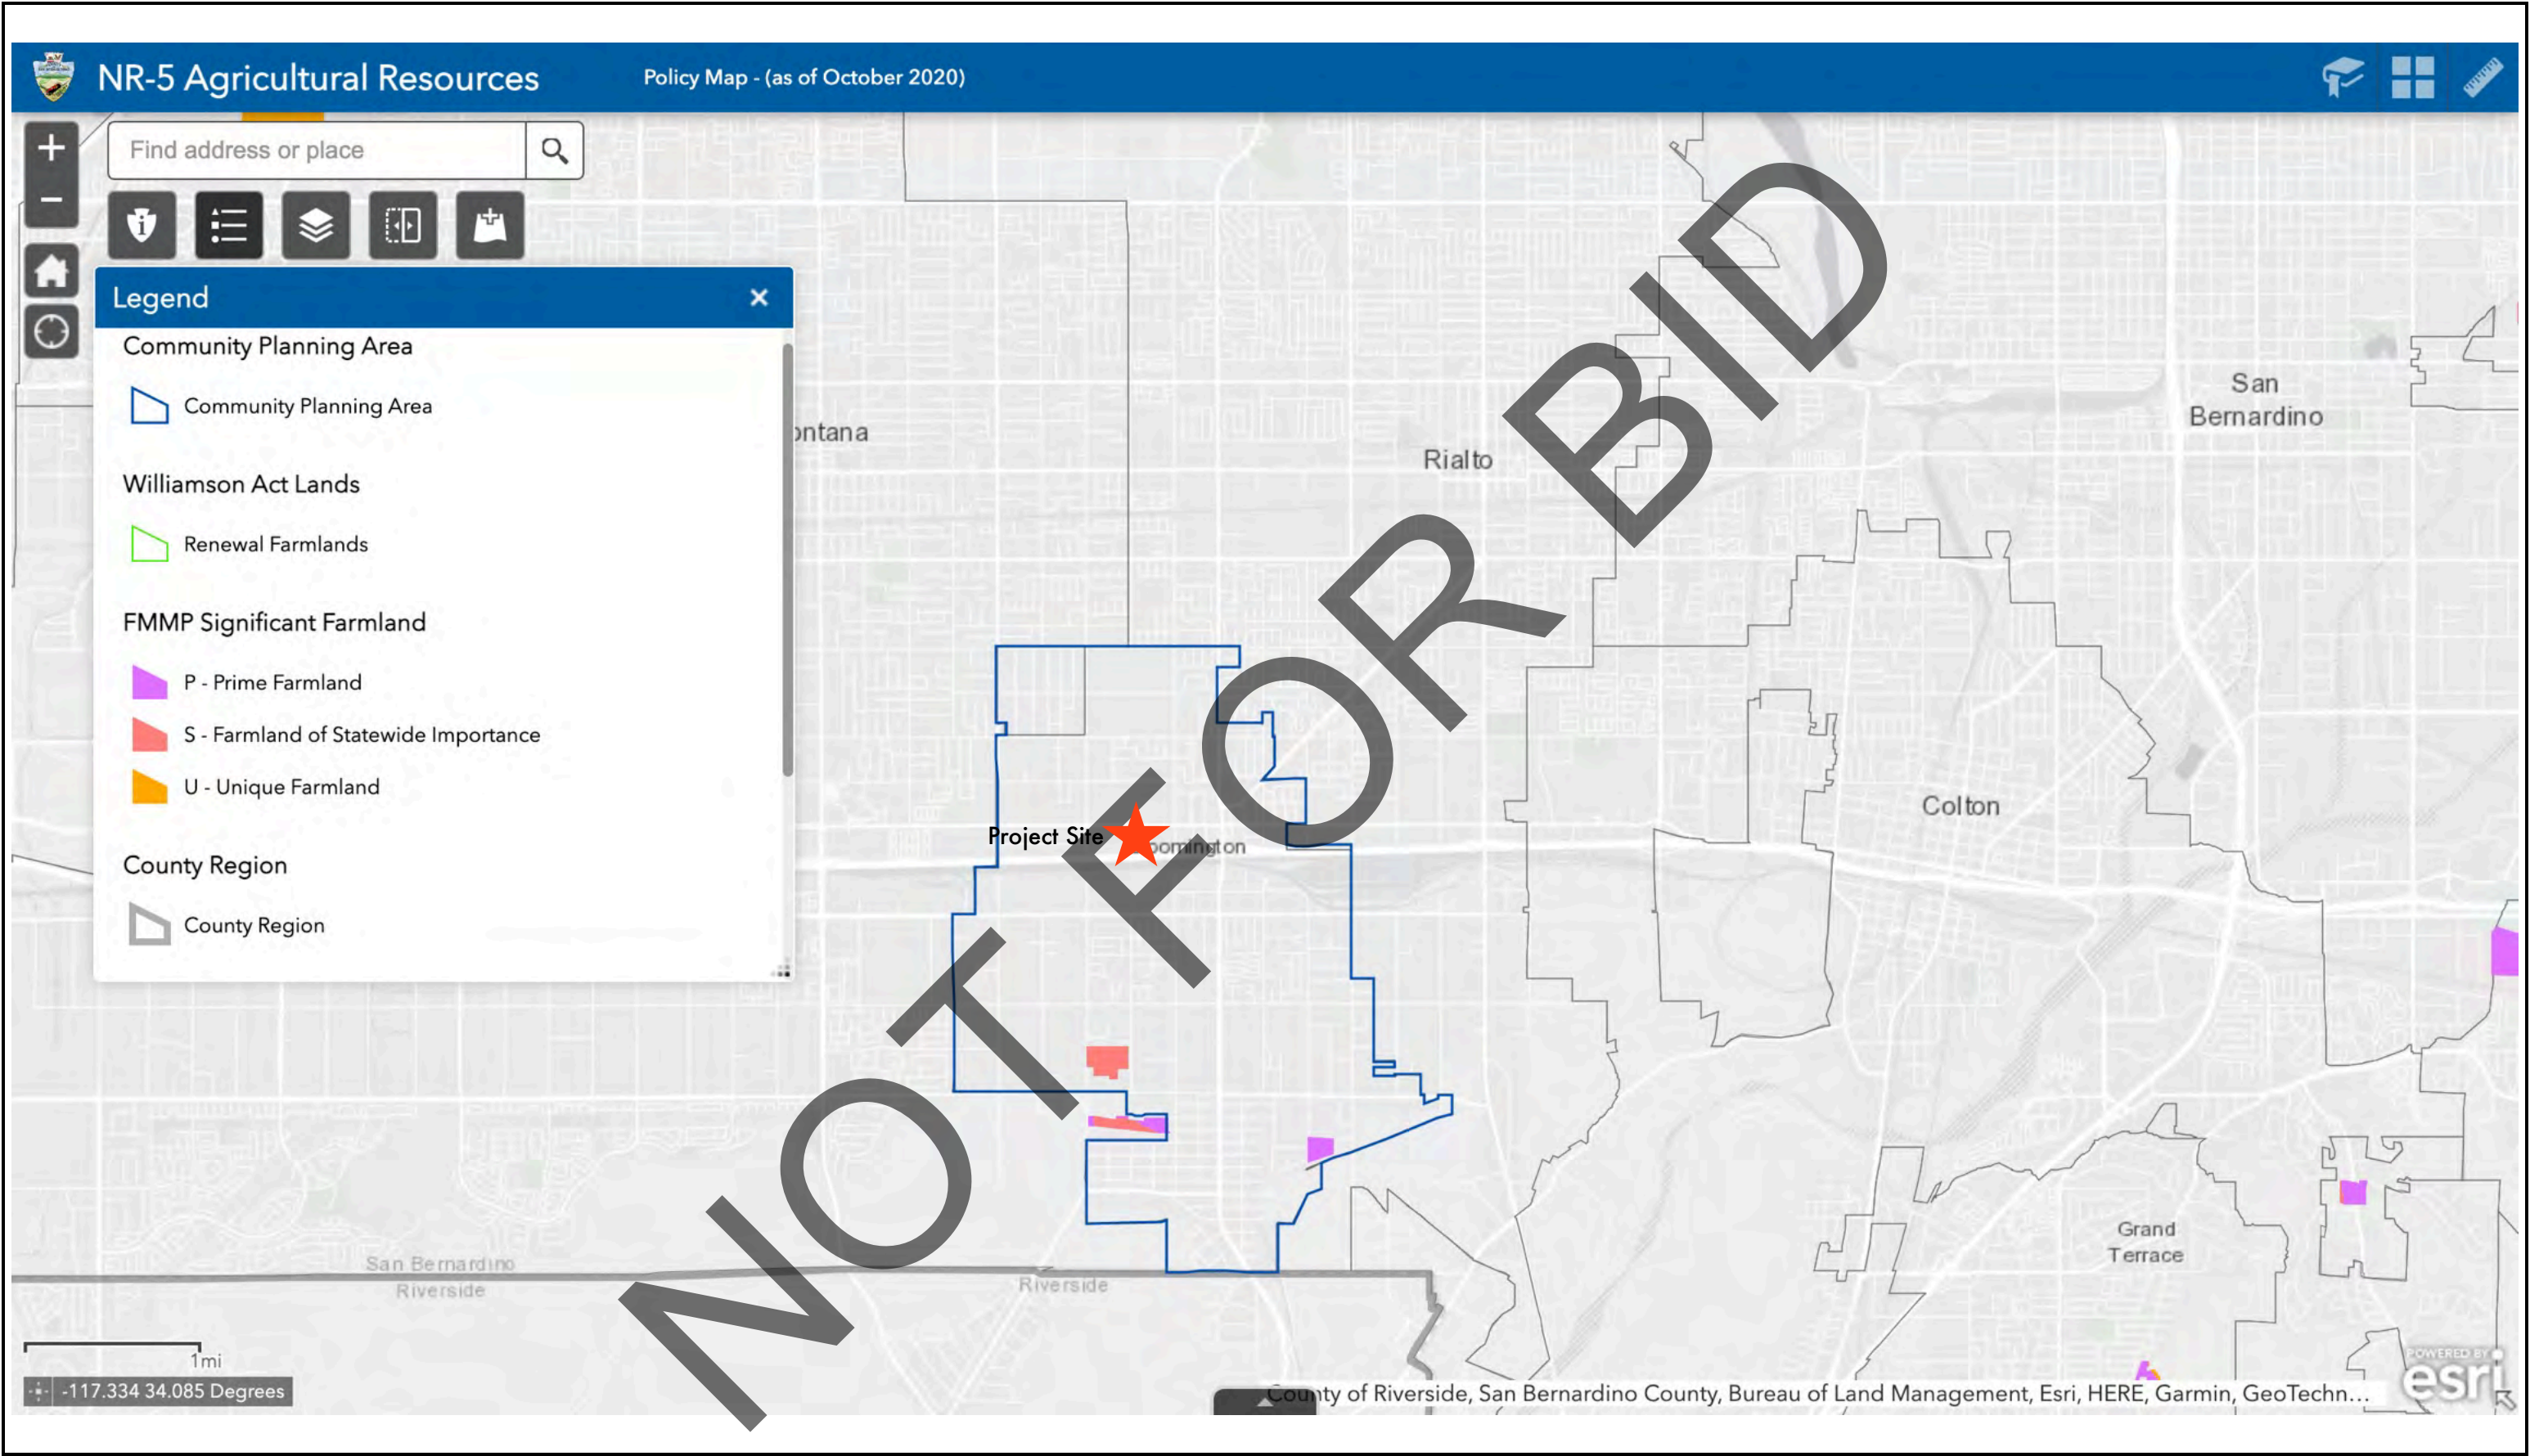 NR-5 Agricultural Resources
Policy Map - (as of October 2020)
Find address or place
Legend
Community Planning Area
Community Planning Area
Williamson Act Lands
Renewal Farmlands
FMMP Significant Farmland
P - Prime Farmland
S - Farmland of Statewide Importance
U - Unique Farmland
County Region
County Region
ontana
Rialto
San
Bernardino
Colton
Project Site
oomington
NOT FOR BID
Grand
Terrace
San Bernardino
Riverside
Riverside
1mi
-117.334 34.085 Degrees
County of Riverside, San Bernardino County, Bureau of Land Management, Esri, HERE, Garmin, GeoTechn...
POWERED BY
esri